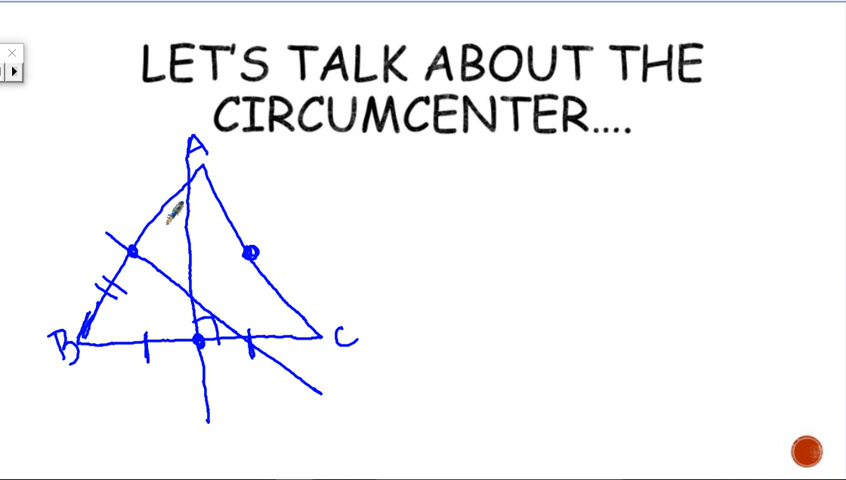 LET'S TALK ABOUT THE
CIRCUMCENTER....
A
B
C